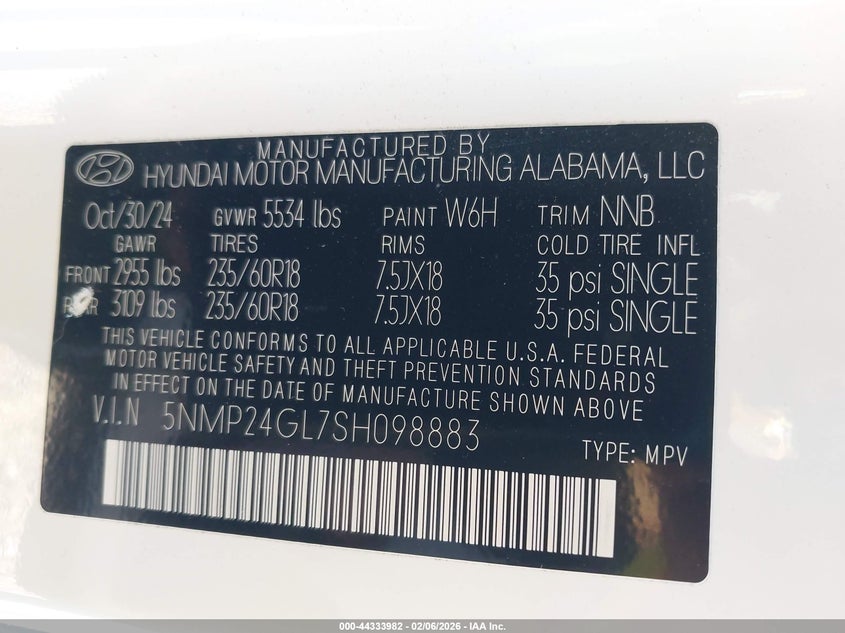 MANUFACTURED BY
HYUNDAI MOTOR MANUFACTURING ALABAMA, LLC
Oct/30/24 GVWR 5534 lbs PAINT W6H TRIM NNB
GAWR TIRES RIMS COLD TIRE INFL
FRONT 2955 lbs 235/60R18 7.5JX18 35 psi SINGLE
3109 lbs 235/60R18 7.5JX18 35 psi SINGLE
THIS VEHICLE CONFORMS TO ALL APPLICABLE U.S.A. FEDERAL
MOTOR VEHICLE SAFETY AND THEFT PREVENTION STANDARDS
IN EFFECT ON THE DATE OF MANUFACTURE SHOWN ABOVE.
V.I.N 5NMP24GL7SH098883
TYPE: MPV
000-44333982 - 02/06/2026 - IAA Inc.